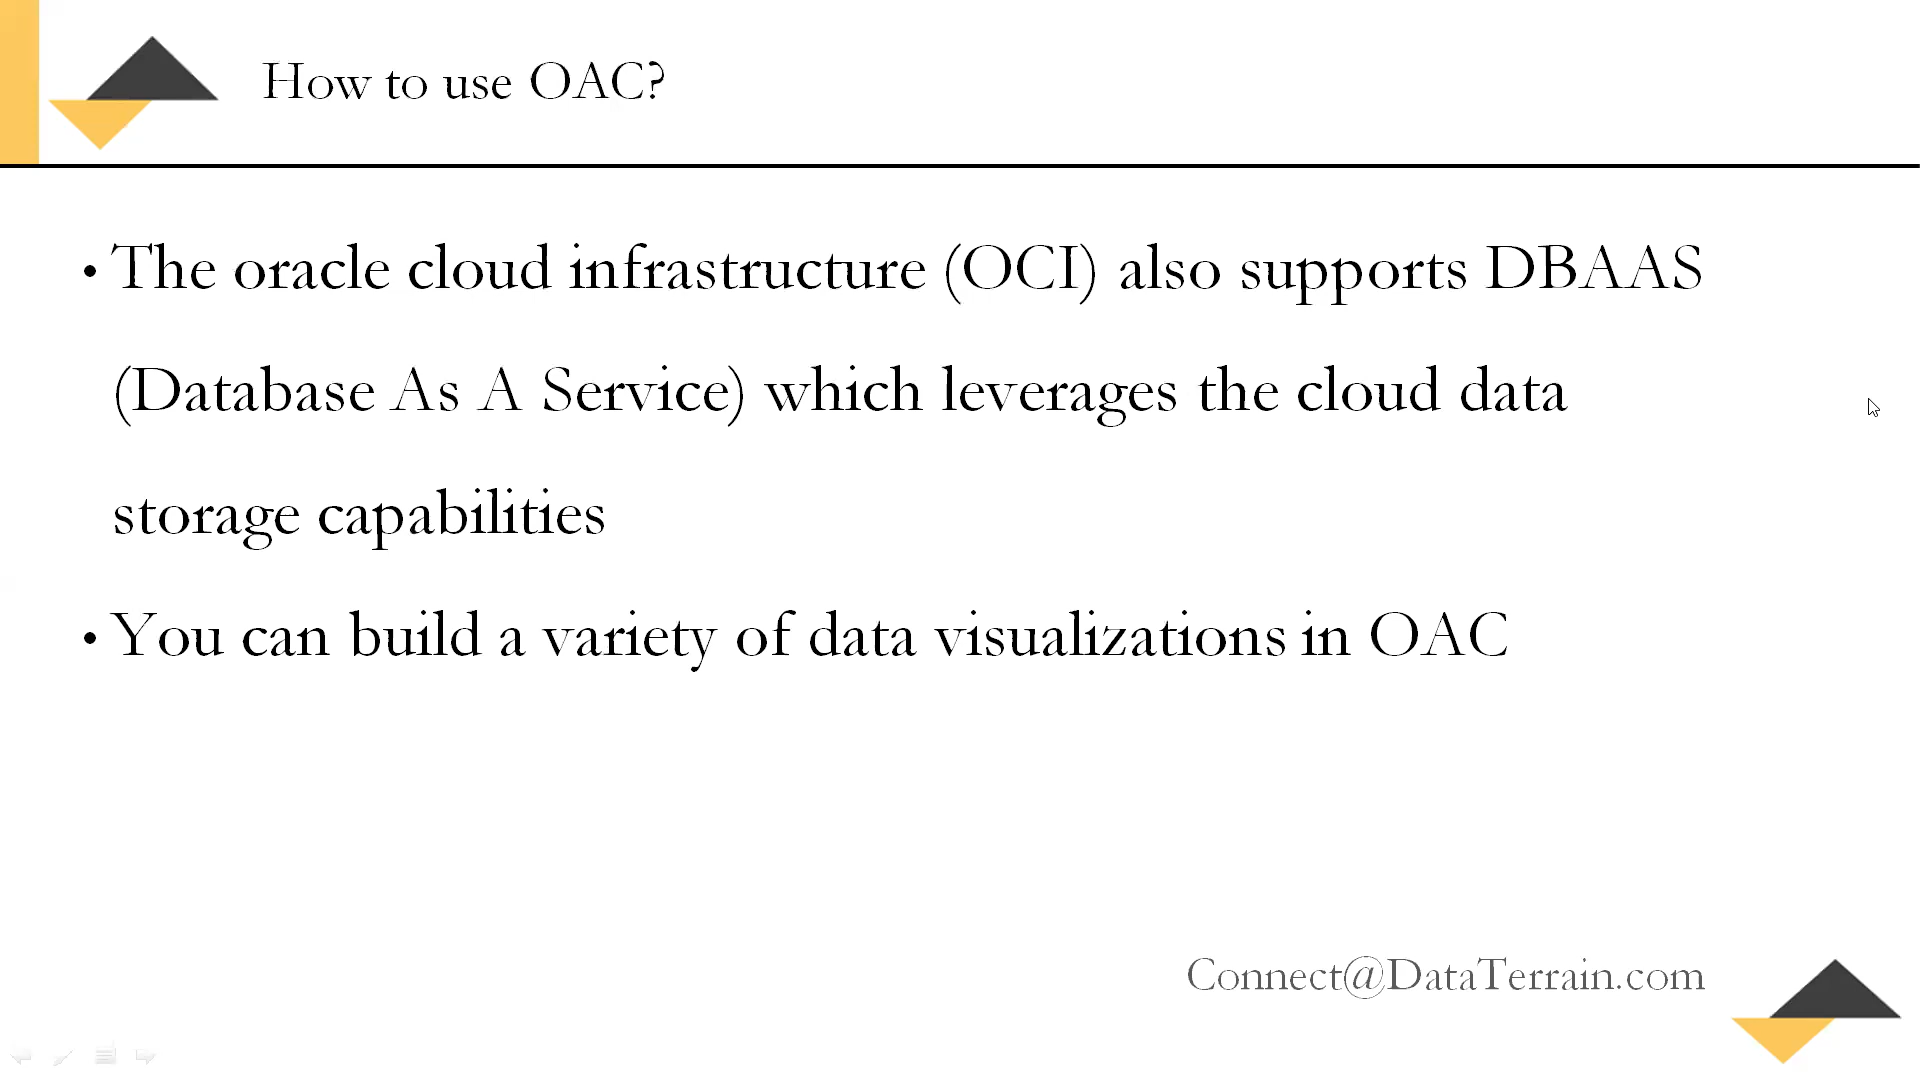 How to use OAC?
• The oracle cloud infrastructure (OCI) also supports DBAAS
(Database As A Service) which leverages the cloud data
storage capabilities
• You can build a variety of data visualizations in OAC
Connect@DataTerrain.com